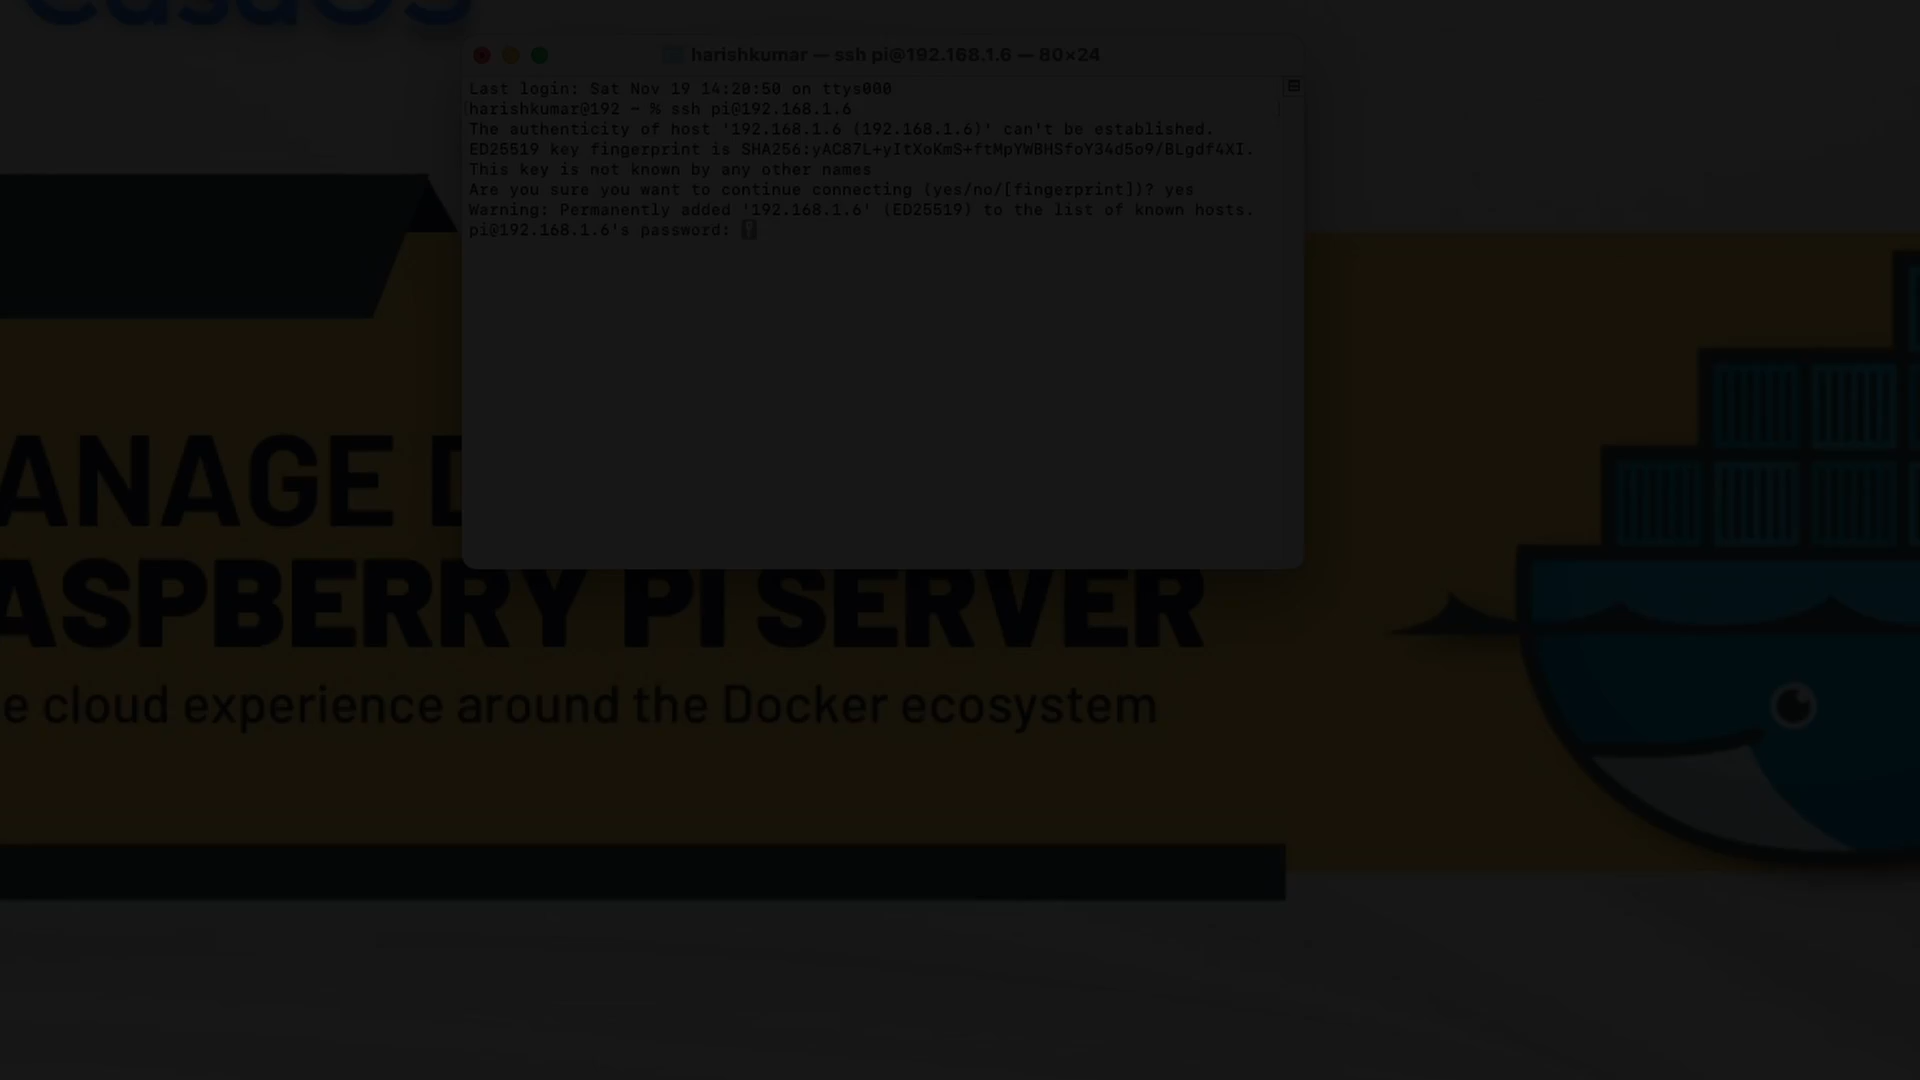 CasaOS
harishkumar — ssh pi@192.168.1.6 — 80×24
Last login: Sat Nov 19 14:20:50 on ttys000
harishkumar@192 ~ % ssh pi@192.168.1.6
The authenticity of host '192.168.1.6 (192.168.1.6)' can't be established.
ED25519 key fingerprint is SHA256:yAC87L+yItXoKmS+ftMpYWBHSfoY34d5o9/BLgdf4XI.
This key is not known by any other names
Are you sure you want to continue connecting (yes/no/[fingerprint])? yes
Warning: Permanently added '192.168.1.6' (ED25519) to the list of known hosts.
pi@192.168.1.6's password:
ANAGE D
ASPBERRY PI SERVER
e cloud experience around the Docker ecosystem